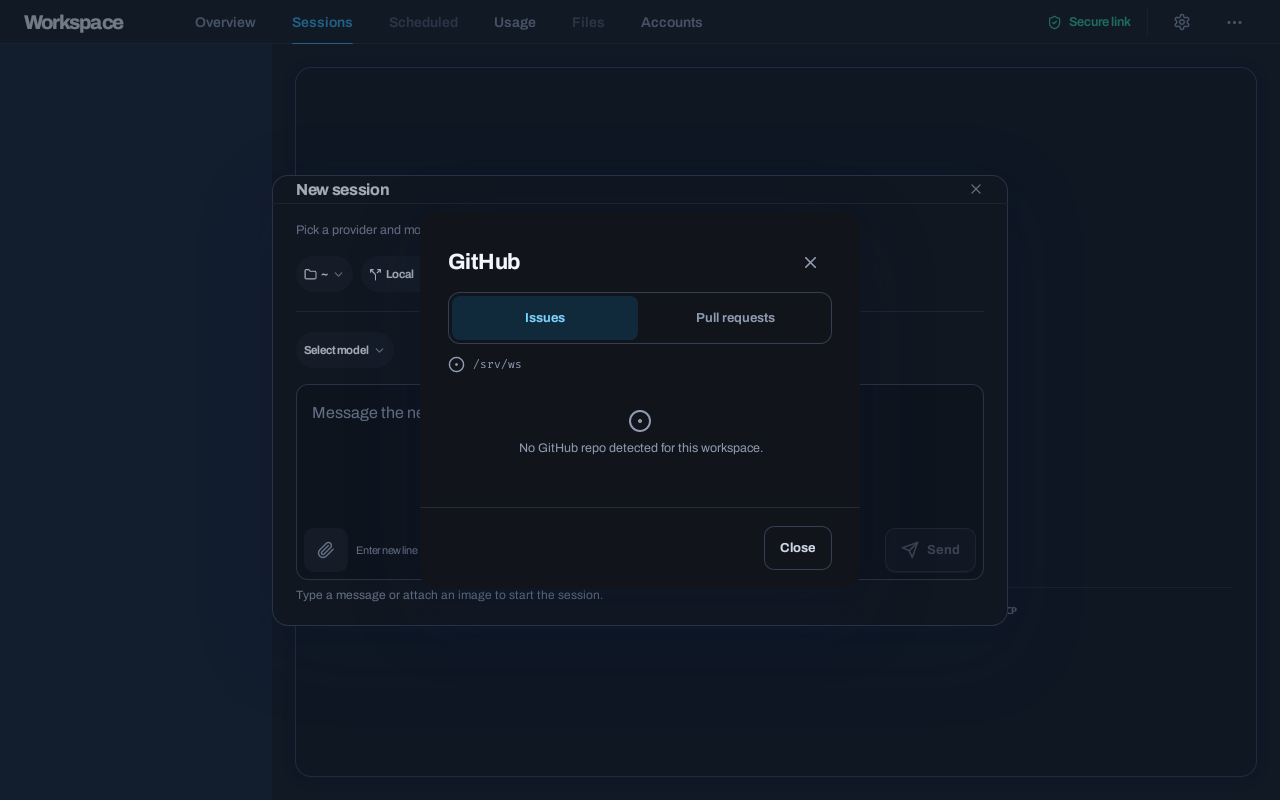 Workspace
Overview
Sessions
Scheduled
Usage
Files
Accounts
Secure link
New session
Pick a provider and
~
Local
Select model
Message the
Enter new line
Send
Type a message or attach an image to start the session.
GitHub
Issues
Pull requests
/srv/ws
No GitHub repo detected for this workspace.
Close